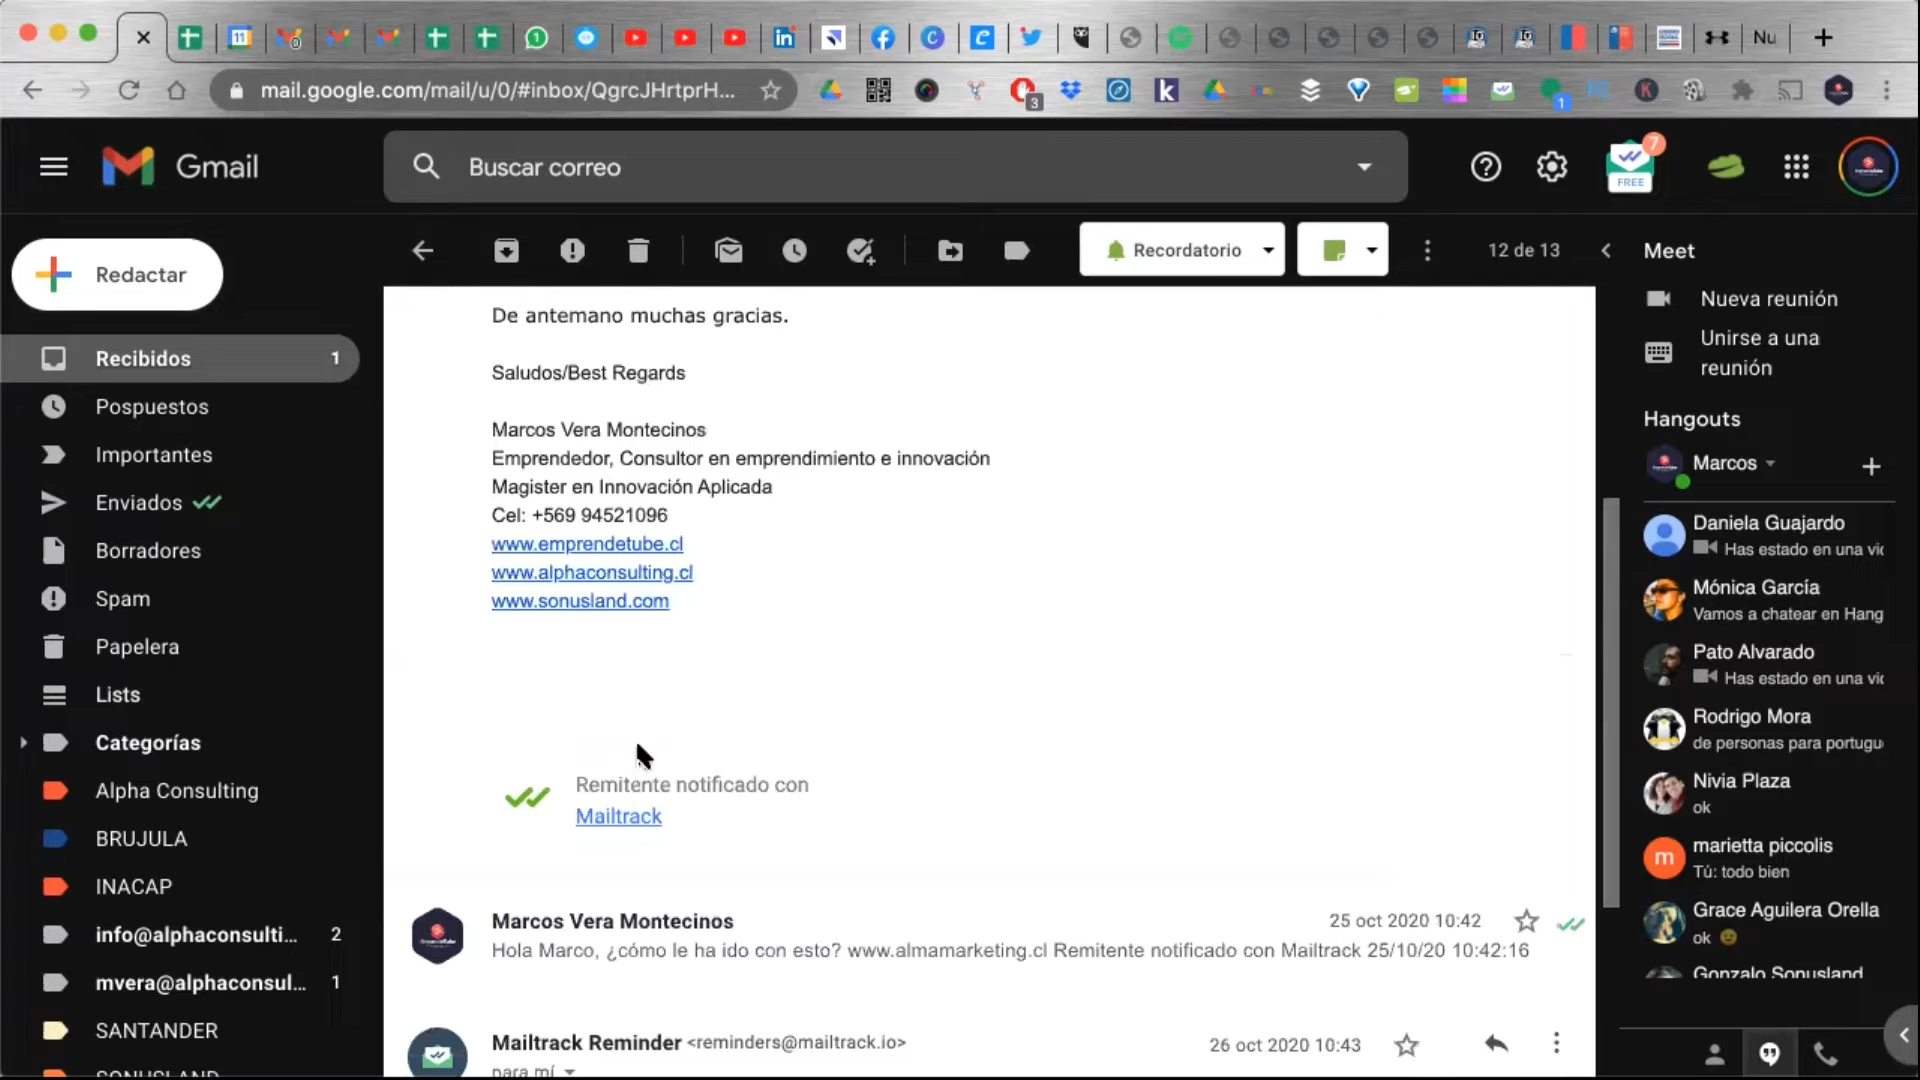 Nu
mail.google.com/mail/u/0/#inbox/QgrcJHrtprH...
3
1
Gmail
Buscar correo
7
FREE
Redactar
Recordatorio
12 de 13
Recibidos 1
Pospuestos
Importantes
Enviados
Borradores
Spam
Papelera
Lists
Categorías
Alpha Consulting
BRUJULA
INACAP
info@alphaconsulti... 2
mvera@alphaconsul... 1
SANTANDER
SONUSLAND
De antemano muchas gracias.
Saludos/Best Regards
Marcos Vera Montecinos
Emprendedor, Consultor en emprendimiento e innovación
Magister en Innovación Aplicada
Cel: +569 94521096
www.emprendetube.cl
www.alphaconsulting.cl
www.sonusland.com
Remitente notificado con
Mailtrack
Marcos Vera Montecinos 25 oct 2020 10:42
Hola Marco, ¿cómo le ha ido con esto? www.almamarketing.cl Remitente notificado con Mailtrack 25/10/20 10:42:16
Mailtrack Reminder <reminders@mailtrack.io> 26 oct 2020 10:43
para mí
Meet
Nueva reunión
Unirse a una
reunión
Hangouts
Marcos
Daniela Guajardo
Has estado en una vic
Mónica García
Vamos a chatear en Hang
Pato Alvarado
Has estado en una vic
Rodrigo Mora
de personas para portugu
Nivia Plaza
ok
m
marietta piccolis
Tú: todo bien
Grace Aguilera Orella
ok
Gonzalo Sonusland